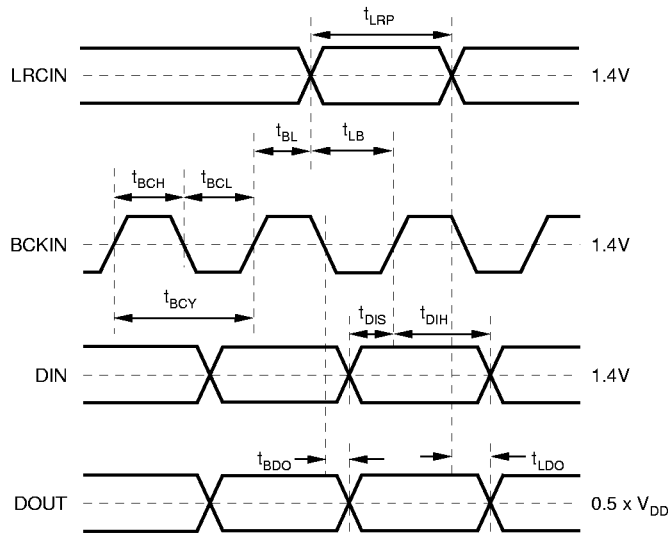 tLRP
LRCIN
1.4V
tBL
tLB
tBCH
tBCL
BCKIN
1.4V
tBCY
tDIS
tDIH
DIN
1.4V
tBDO
tLDO
DOUT
0.5 x VDD